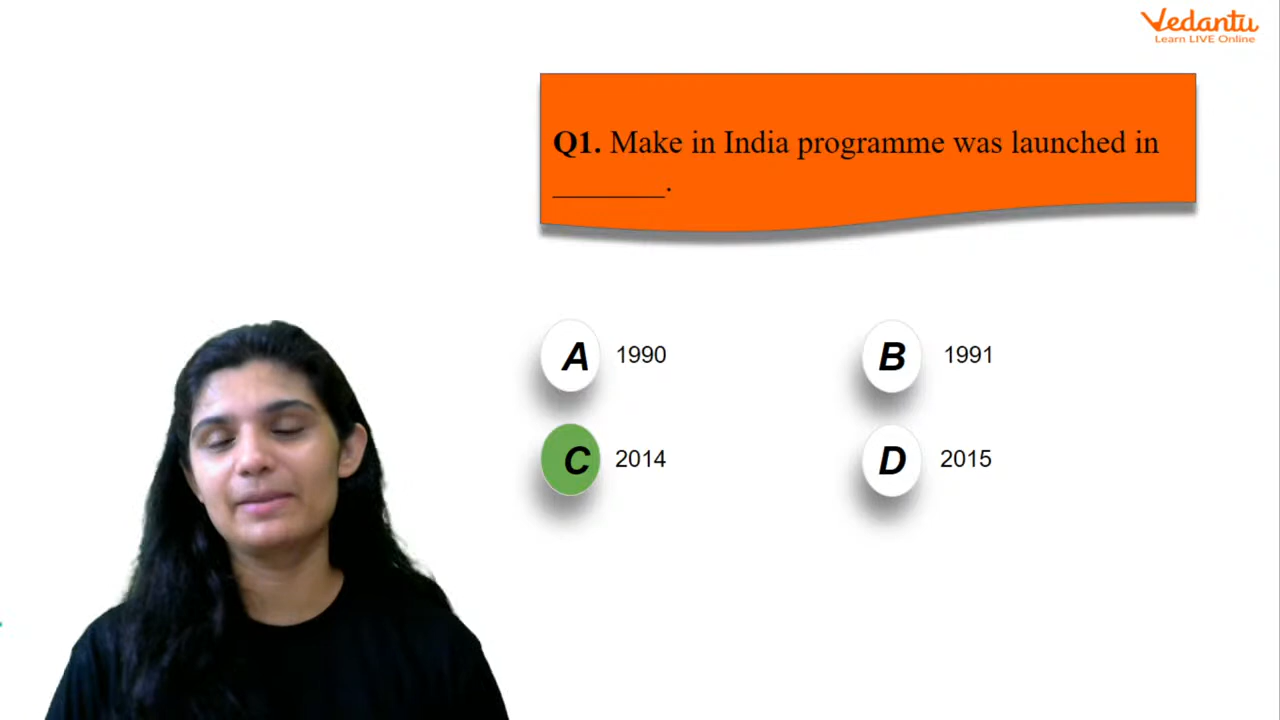 Vedantu
Learn LIVE Online
Q1. Make in India programme was launched in
________.
A 1990
B 1991
C 2014
D 2015